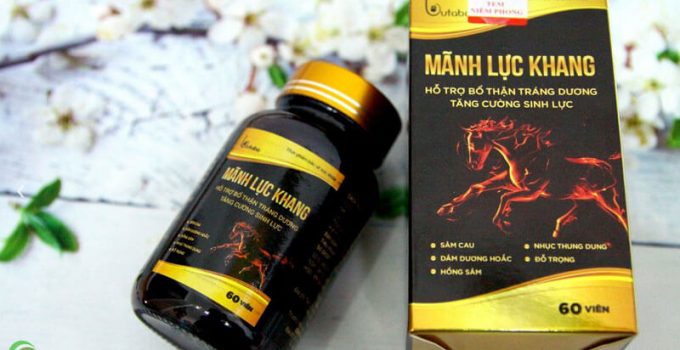 TEM
NIÊM PHONG
MÃNH LỰC KHANG
HỖ TRỢ BỔ THẬN TRÁNG DƯƠNG
TĂNG CƯỜNG SINH LỰC
SÂM CAU
DÂM DƯƠNG HOẮC
HỒNG SÂM
NHỤC THUNG DUNG
ĐỖ TRỌNG
60 VIÊN
MÃNH LỰC KHANG
HỖ TRỢ BỔ THẬN TRÁNG DƯƠNG
TĂNG CƯỜNG SINH LỰC
60 VIÊN